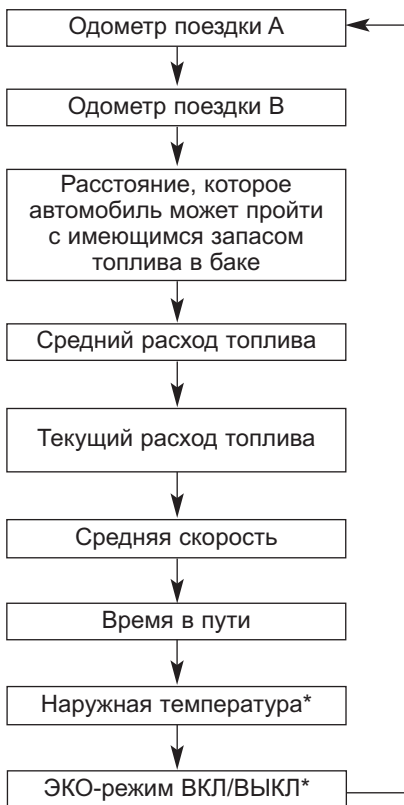 Одометр поездки А
Одометр поездки В
Расстояние, которое
автомобиль может пройти
с имеющимся запасом
топлива в баке
Средний расход топлива
Текущий расход топлива
Средняя скорость
Время в пути
Наружная температура*
ЭКО-режим ВКЛ/ВЫКЛ*